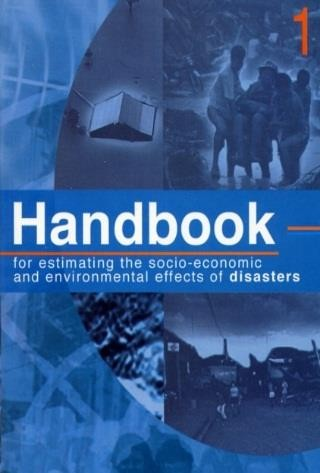 1
Handbook
for estimating the socio-economic
and environmental effects of disasters